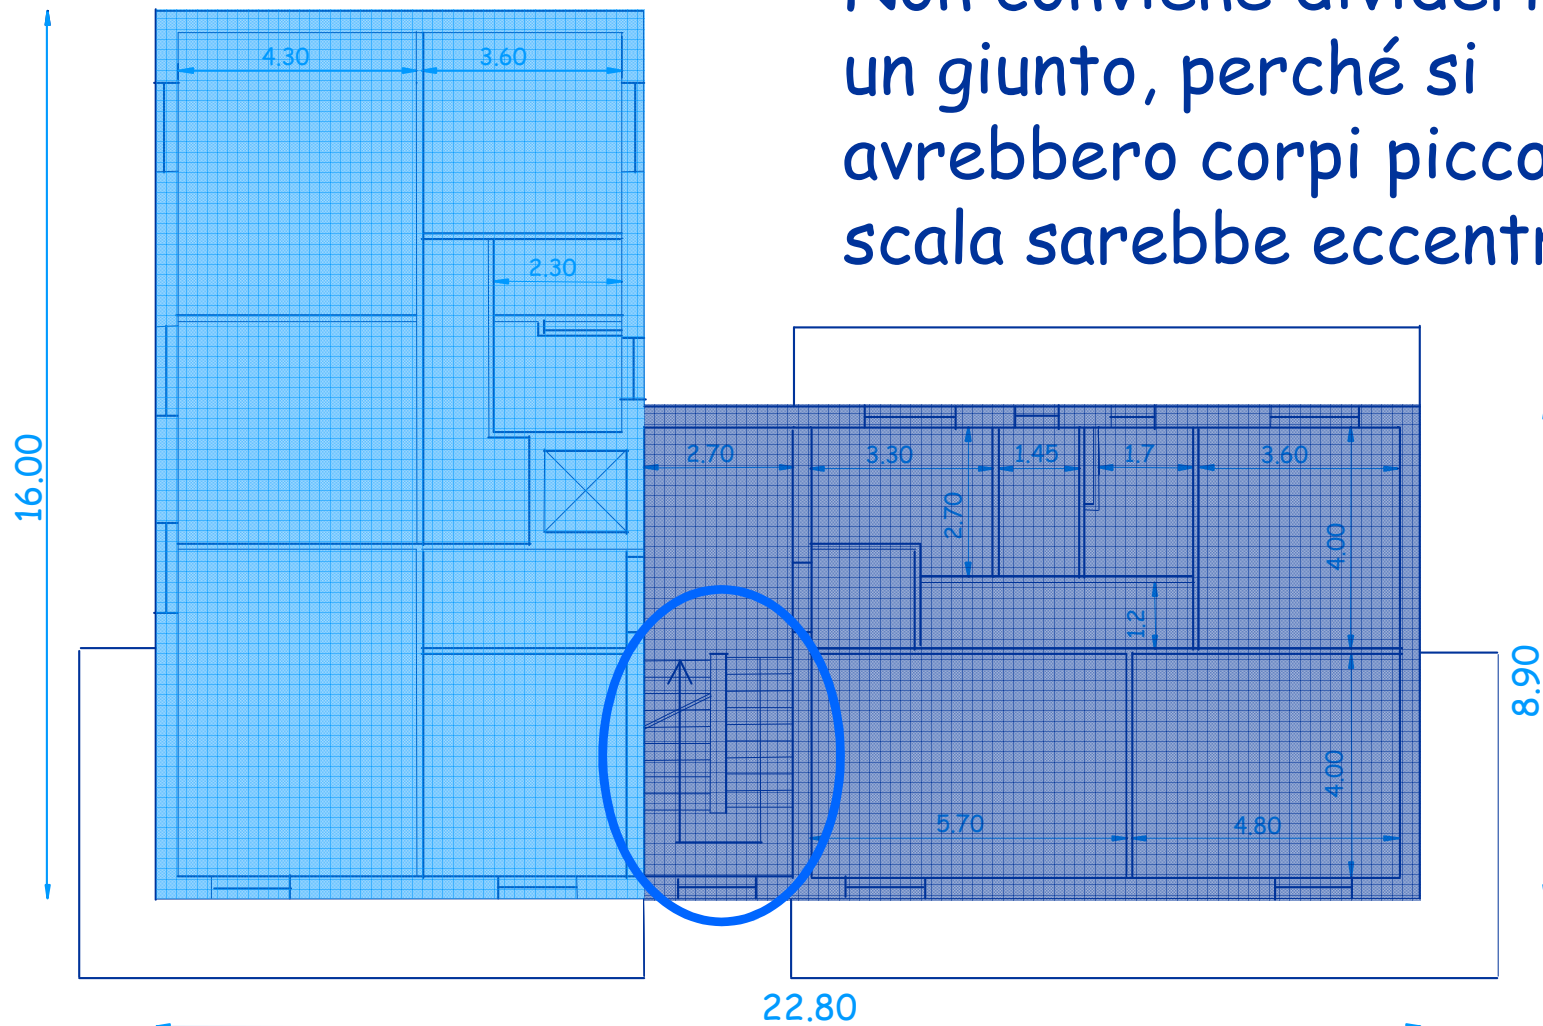 Non conviene
un giunto, perché si
avrebbero corpi
scala sarebbe
4.30 3.60
2.30
16.00
2.70 3.30 1.45 1.7 3.60
2.70
4.00
1.2
8.90
4.00
5.70 4.80
22.80